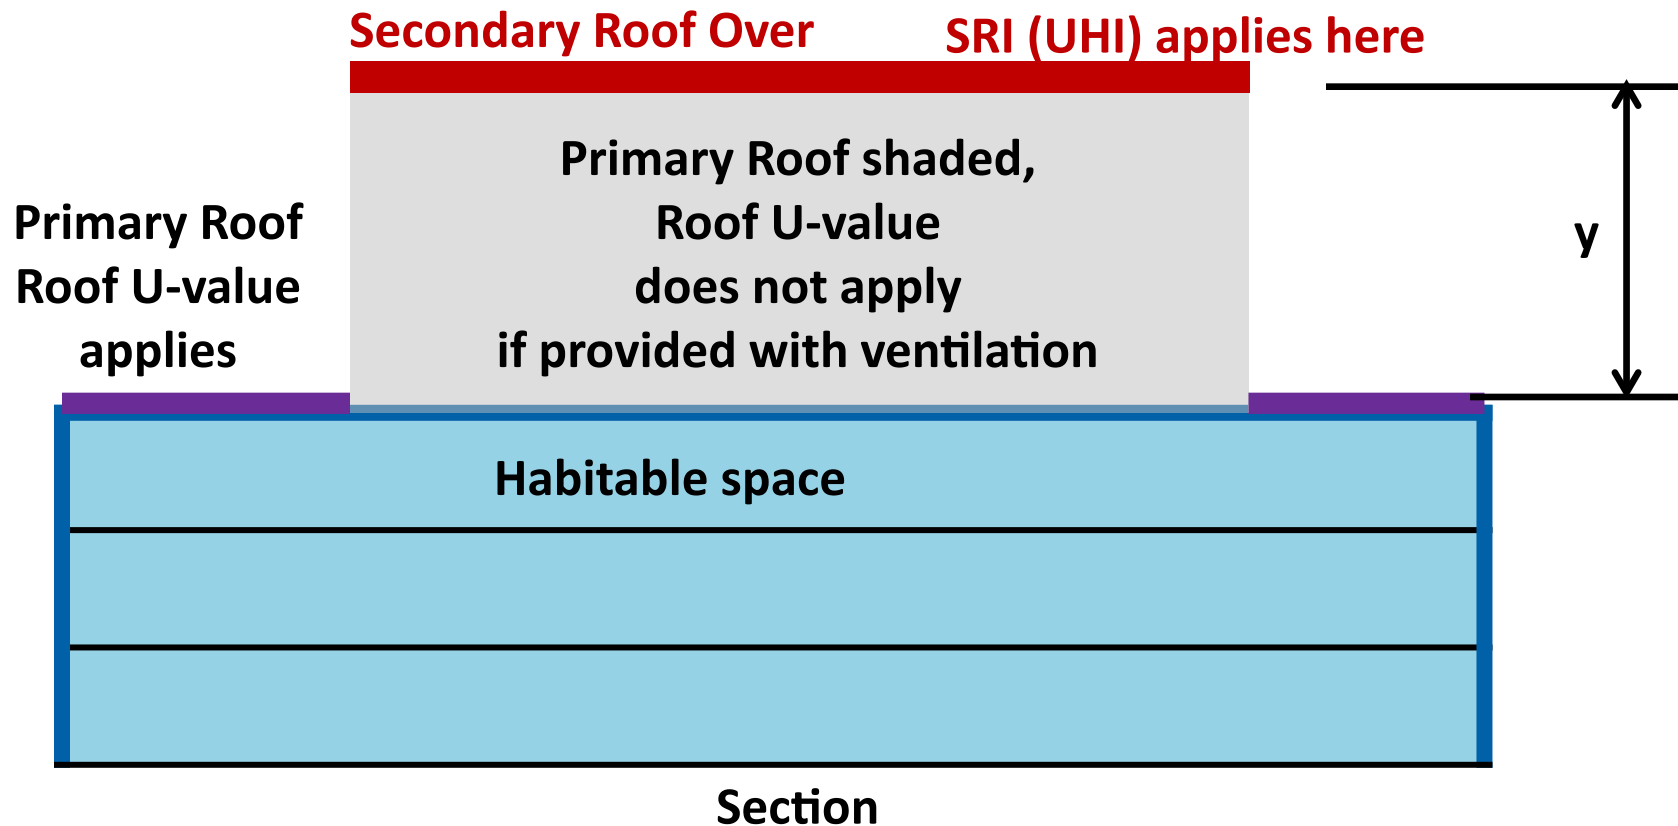 Secondary Roof Over
SRI (UHI) applies here
Primary Roof shaded,
Roof U-value
does not apply
if provided with ventilation
Primary Roof
Roof U-value
applies
y
Habitable space
Section